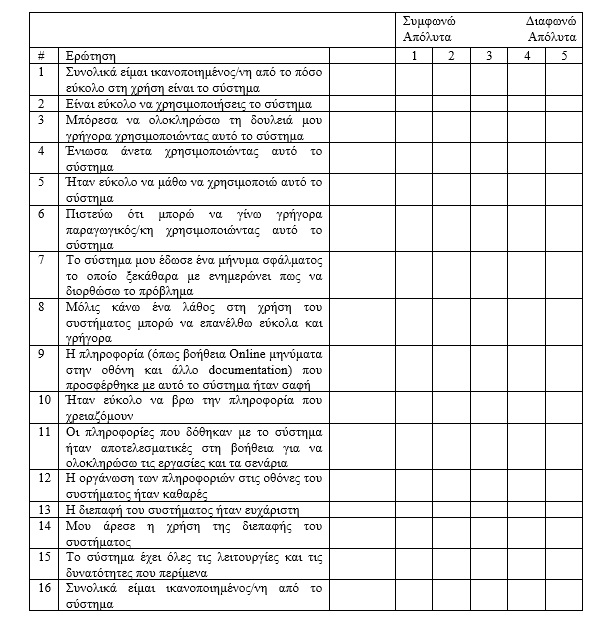 Συμφωνώ Διαφωνώ
Απόλυτα Απόλυτα
# Ερώτηση 1 2 3 4 5
1 Συνολικά είμαι ικανοποιημένος/νη από το πόσο
εύκολο στη χρήση είναι το σύστημα
2 Είναι εύκολο να χρησιμοποιήσεις το σύστημα
3 Μπόρεσα να ολοκληρώσω τη δουλειά μου
γρήγορα χρησιμοποιώντας αυτό το σύστημα
4 Ένιωσα άνετα χρησιμοποιώντας αυτό το
σύστημα
5 Ήταν εύκολο να μάθω να χρησιμοποιώ αυτό το
σύστημα
6 Πιστεύω ότι μπορώ να γίνω γρήγορα
παραγωγικός/κη χρησιμοποιώντας αυτό το
σύστημα
7 Το σύστημα μου έδωσε ένα μήνυμα σφάλματος
το οποίο ξεκάθαρα με ενημερώνει πως να
διορθώσω το πρόβλημα
8 Μόλις κάνω ένα λάθος στη χρήση του
συστήματος μπορώ να επανέλθω εύκολα και
γρήγορα
9 Η πληροφορία (όπως βοήθεια Online μηνύματα
στην οθόνη και άλλο documentation) που
προσφέρθηκε με αυτό το σύστημα ήταν σαφή
10 Ήταν εύκολο να βρω την πληροφορία που
χρειαζόμουν
11 Οι πληροφορίες που δόθηκαν με το σύστημα
ήταν αποτελεσματικές στη βοήθεια για να
ολοκληρώσω τις εργασίες και τα σενάρια
12 Η οργάνωση των πληροφοριών στις οθόνες του
συστήματος ήταν καθαρές
13 Η διεπαφή του συστήματος ήταν ευχάριστη
14 Μου άρεσε η χρήση της διεπαφής του
συστήματος
15 Το σύστημα έχει όλες τις λειτουργίες και τις
δυνατότητες που περίμενα
16 Συνολικά είμαι ικανοποιημένος/νη από το
σύστημα